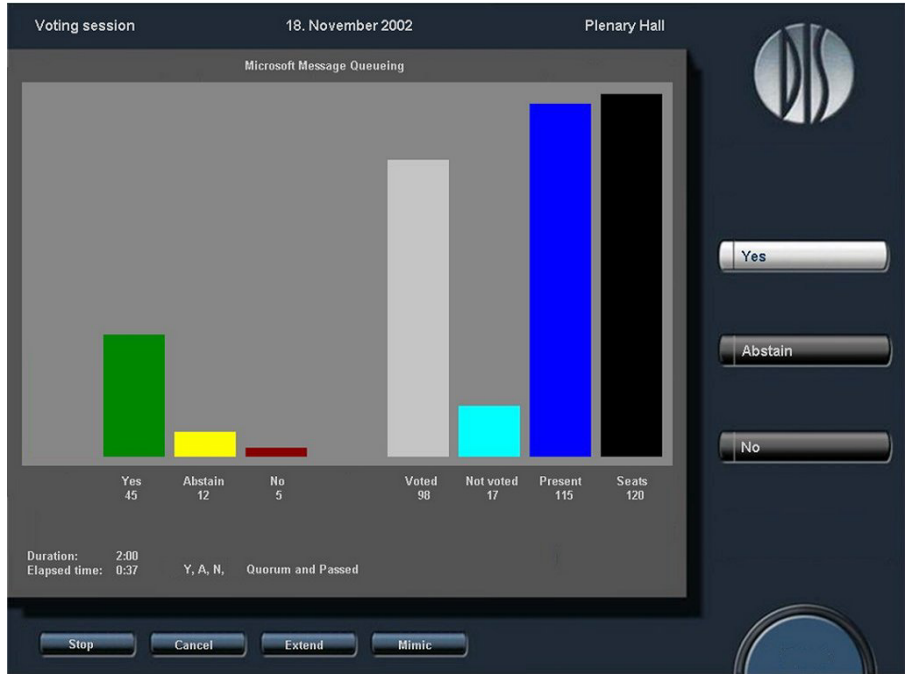 Voting session 18. November 2002 Plenary Hall
DIS
Microsoft Message Queueing
Yes
Abstain
No
Yes Abstain No Voted Not voted Present Seats
45 12 5 98 17 115 120
Duration: 2:00
Elapsed time: 0:37 Y, A, N, Quorum and Passed
Stop Cancel Extend Mimic